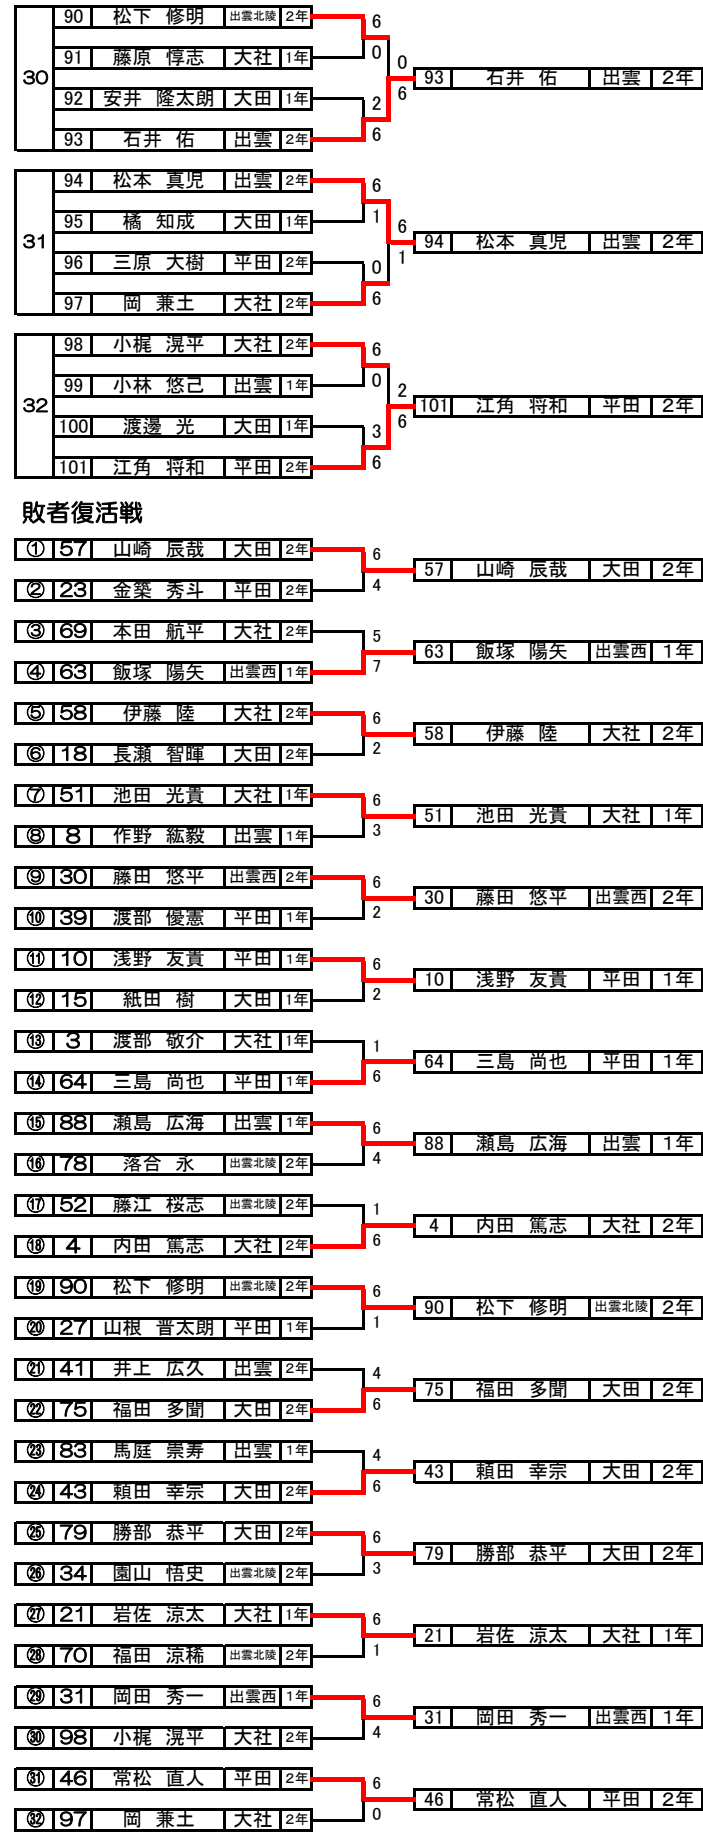 90 松下 修明 出雲北陵 2年 6
91 藤原 惇志 大社 1年 0
30 0 93 石井 佑 出雲 2年
6
92 安井 隆太朗 大田 1年 2
93 石井 佑 出雲 2年 6
94 松本 真児 出雲 2年 6
95 橘 知成 大田 1年 1
31 6 94 松本 真児 出雲 2年
1
96 三原 大樹 平田 2年 0
97 岡 兼土 大社 2年 6
98 小梶 滉平 大社 2年 6
99 小林 悠己 出雲 1年 0
32 2 101 江角 将和 平田 2年
6
100 渡邊 光 大田 1年 3
101 江角 将和 平田 2年 6
敗者復活戦
① 57 山崎 辰哉 大田 2年 6
57 山崎 辰哉 大田 2年
② 23 金築 秀斗 平田 2年 4
③ 69 本田 航平 大社 2年 5
63 飯塚 陽矢 出雲西 1年
④ 63 飯塚 陽矢 出雲西 1年 7
⑤ 58 伊藤 陸 大社 2年 6
58 伊藤 陸 大社 2年
⑥ 18 長瀬 智暉 大田 2年 2
⑦ 51 池田 光貴 大社 1年 6
51 池田 光貴 大社 1年
⑧ 8 作野 紘毅 出雲 1年 3
⑨ 30 藤田 悠平 出雲西 2年 6
30 藤田 悠平 出雲西 2年
⑩ 39 渡部 優憲 平田 1年 2
⑪ 10 浅野 友貴 平田 1年 6
10 浅野 友貴 平田 1年
⑫ 15 紙田 樹 大田 1年 2
⑬ 3 渡部 敬介 大社 1年 1
64 三島 尚也 平田 1年
⑭ 64 三島 尚也 平田 1年 6
⑮ 88 瀬島 広海 出雲 1年 6
88 瀬島 広海 出雲 1年
⑯ 78 落合 永 出雲北陵 2年 4
⑰ 52 藤江 桜志 出雲北陵 2年 1
4 内田 篤志 大社 2年
⑱ 4 内田 篤志 大社 2年 6
⑲ 90 松下 修明 出雲北陵 2年 6
90 松下 修明 出雲北陵 2年
⑳ 27 山根 晋太朗 平田 1年 1
㉑ 41 井上 広久 出雲 2年 4
75 福田 多聞 大田 2年
㉒ 75 福田 多聞 大田 2年 6
㉓ 83 馬庭 崇寿 出雲 1年 4
43 頼田 幸宗 大田 2年
㉔ 43 頼田 幸宗 大田 2年 6
㉕ 79 勝部 恭平 大田 2年 6
79 勝部 恭平 大田 2年
㉖ 34 園山 悟史 出雲北陵 2年 3
㉗ 21 岩佐 涼太 大社 1年 6
21 岩佐 涼太 大社 1年
㉘ 70 福田 涼稀 出雲北陵 2年 1
㉙ 31 岡田 秀一 出雲西 1年 6
31 岡田 秀一 出雲西 1年
㉚ 98 小梶 滉平 大社 2年 4
㉛ 46 常松 直人 平田 2年 6
46 常松 直人 平田 2年
㉜ 97 岡 兼土 大社 2年 0